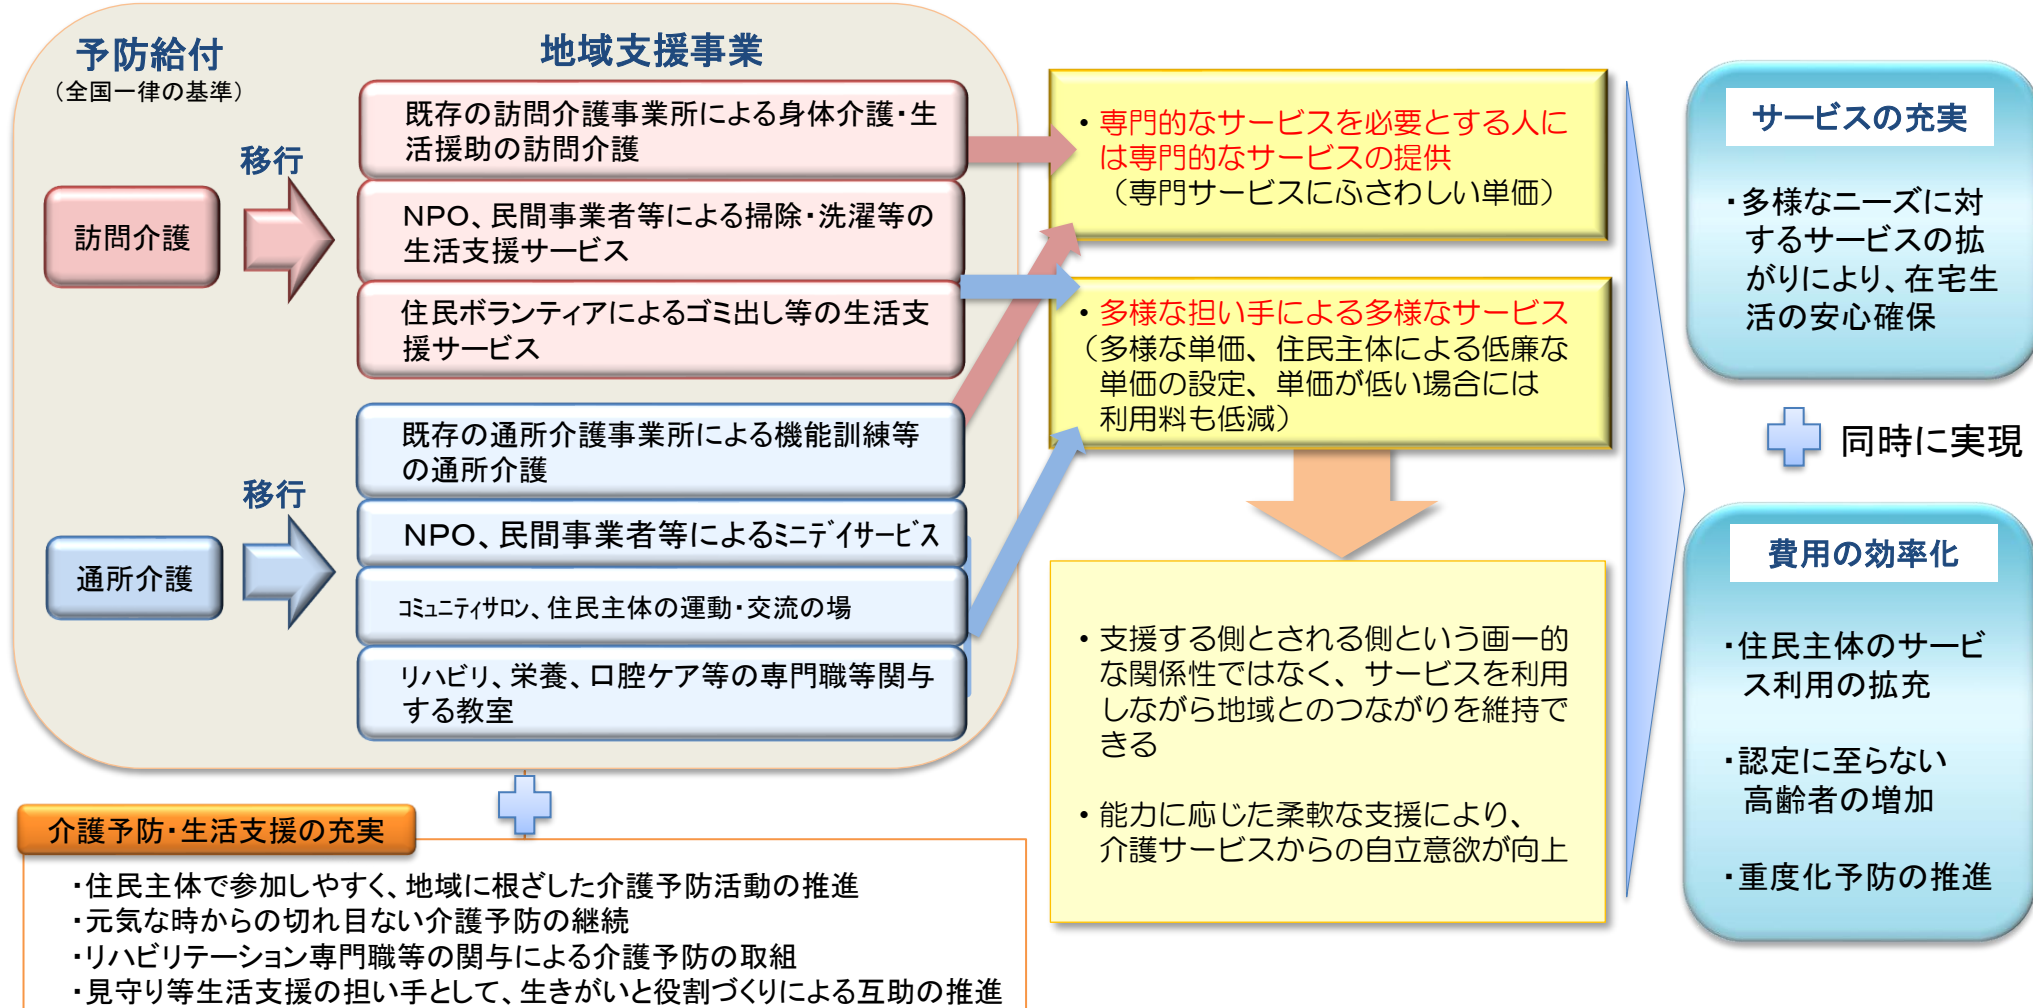 予防給付
（全国一律の基準）
地域支援事業
移行
訪問介護
既存の訪問介護事業所による身体介護・生
活援助の訪問介護
ＮＰＯ、民間事業者等による掃除・洗濯等の
生活支援サービス
住民ボランティアによるゴミ出し等の生活支
援サービス
移行
通所介護
既存の通所介護事業所による機能訓練等
の通所介護
ＮＰＯ、民間事業者等によるﾐﾆﾃﾞｲｻｰﾋﾞｽ
ｺﾐｭﾆﾃｨｻﾛﾝ、住民主体の運動・交流の場
リハビリ、栄養、口腔ケア等の専門職等関与
する教室
・専門的なサービスを必要とする人に
は専門的なサービスの提供
（専門サービスにふさわしい単価）
・多様な担い手による多様なサービス
（多様な単価、住民主体による低廉な
単価の設定、単価が低い場合には
利用料も低減）
・支援する側とされる側という画一的
な関係性ではなく、サービスを利用
しながら地域とのつながりを維持で
きる
・能力に応じた柔軟な支援により、
介護サービスからの自立意欲が向上
サービスの充実
・多様なニーズに対
するサービスの拡
がりにより、在宅生
活の安心確保
同時に実現
費用の効率化
・住民主体のサービ
ス利用の拡充
・認定に至らない
高齢者の増加
・重度化予防の推進
介護予防・生活支援の充実
・住民主体で参加しやすく、地域に根ざした介護予防活動の推進
・元気な時からの切れ目ない介護予防の継続
・リハビリテーション専門職等の関与による介護予防の取組
・見守り等生活支援の担い手として、生きがいと役割づくりによる互助の推進